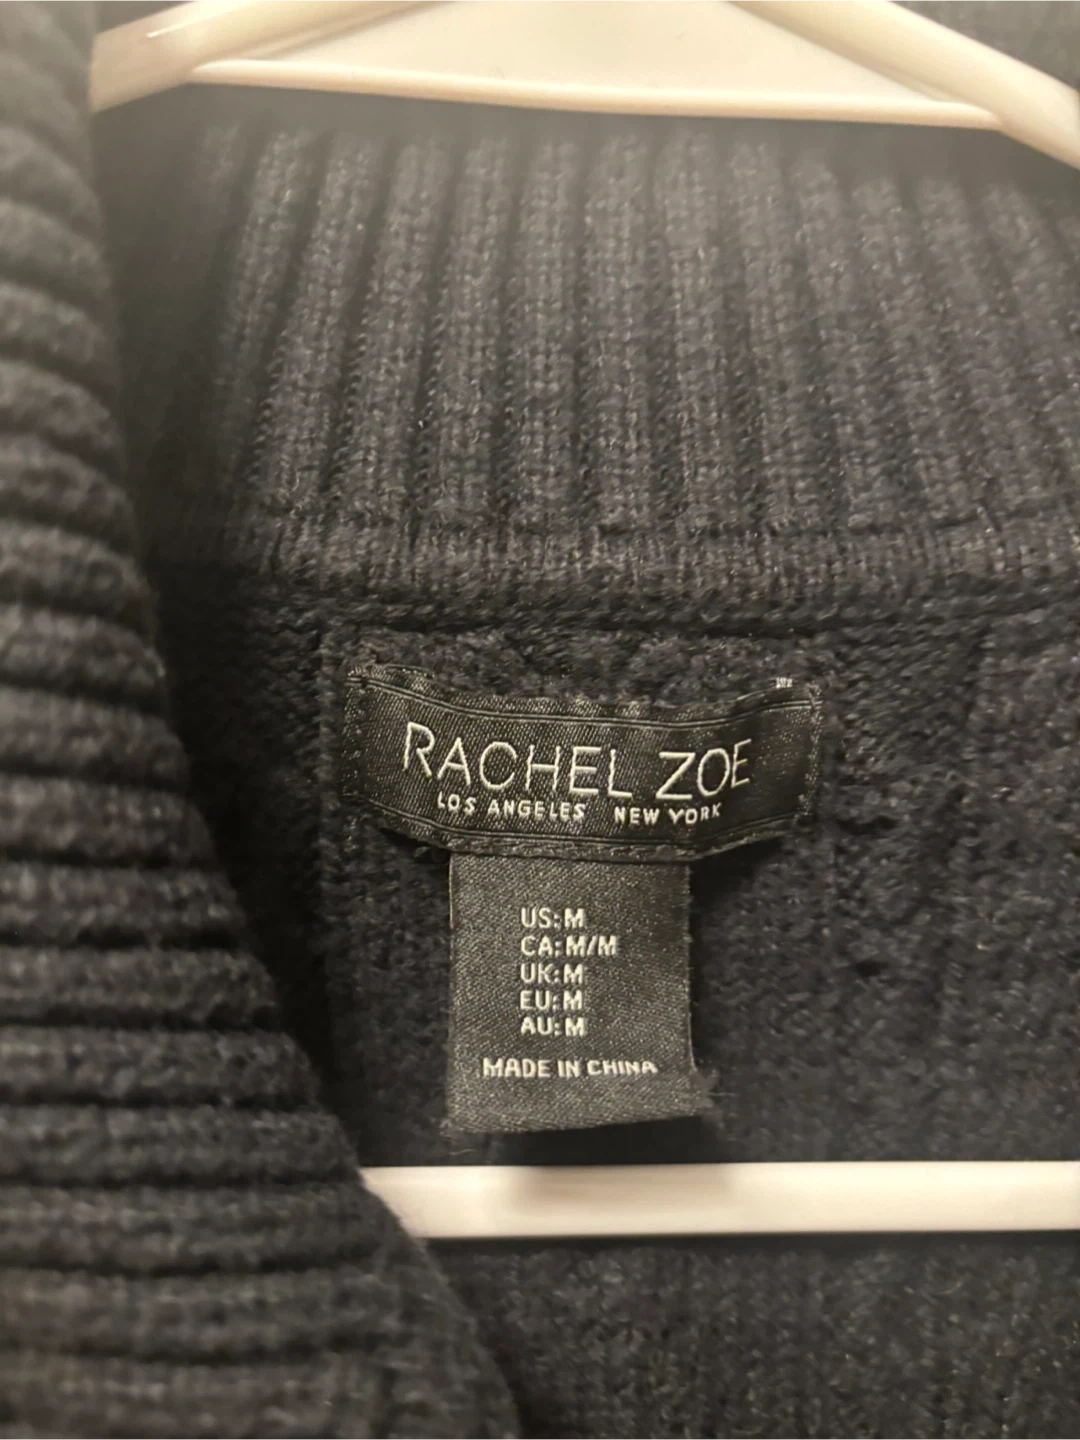 RACHEL ZOE
LOS ANGELES NEW YORK
US: M
CA: M/M
UK: M
EU: M
AU: M
MADE IN CHINA